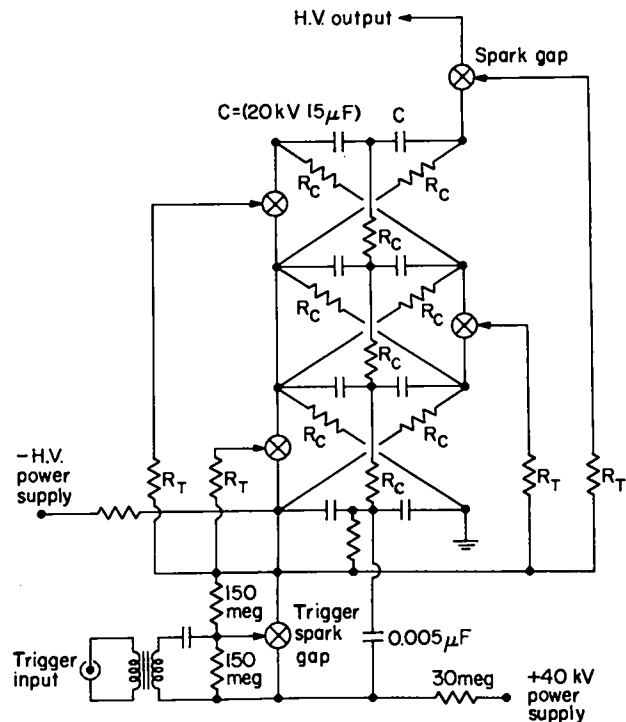 H.V. output
Spark gap
C=(20kV 15μF)
C
R_C
R_C
R_C
R_C
R_C
R_C
R_C
R_C
R_C
-H.V.
power
supply
R_T
R_T
R_T
R_T
150
meg
Trigger
spark
gap
0.005μF
Trigger
input
150
meg
30meg
+40 kV
power
supply